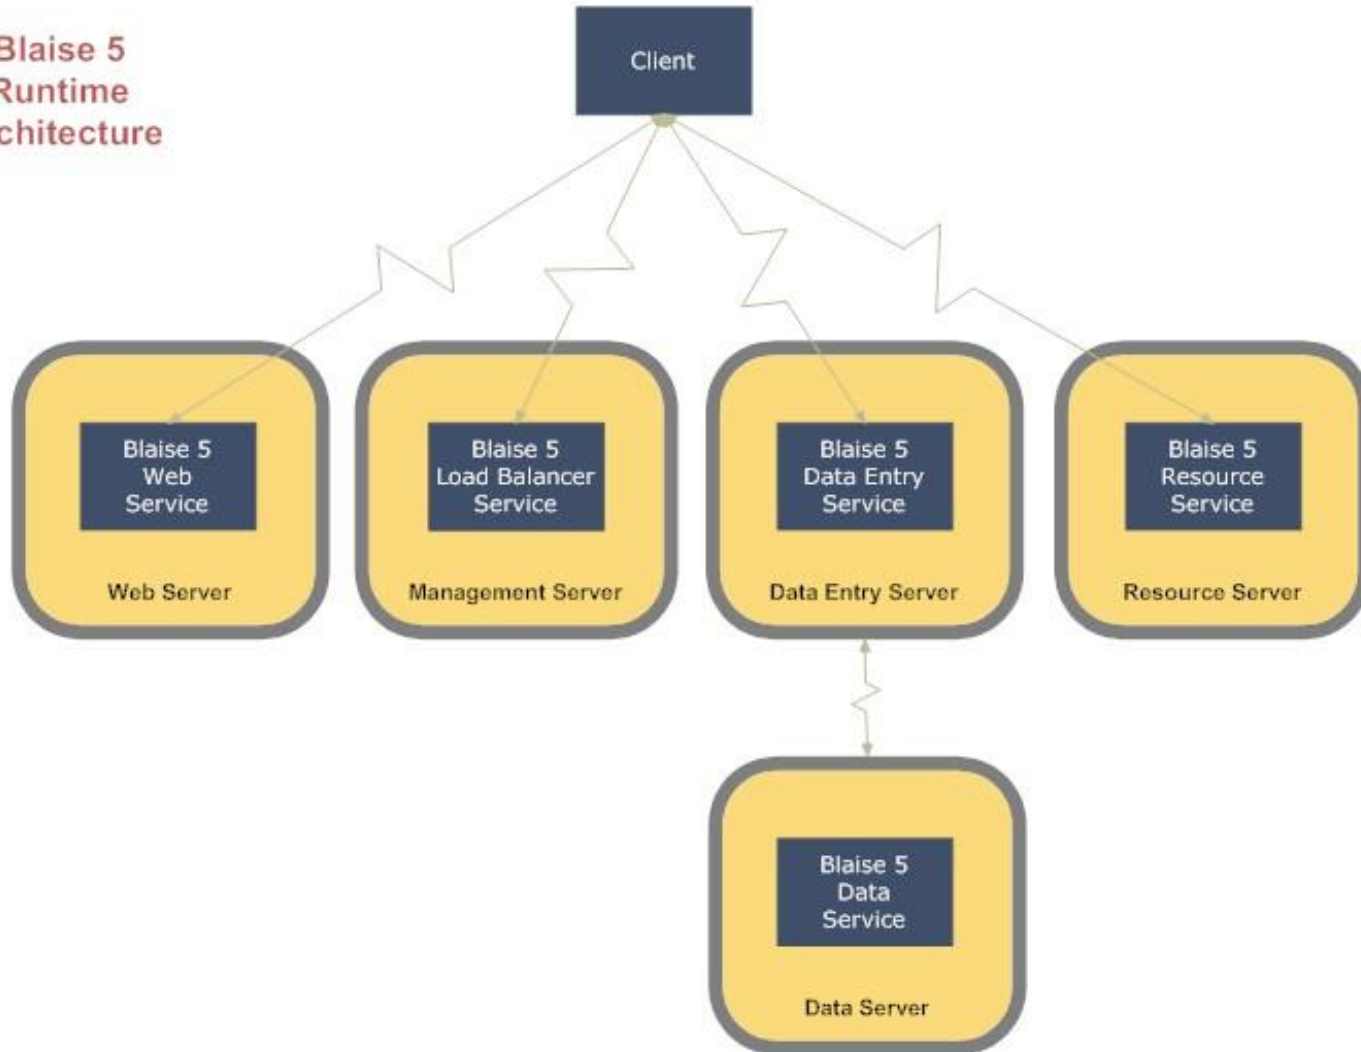 Blaise 5
Runtime
chitecture
Client
Blaise 5
Web
Service
Web Server
Blaise 5
Load Balancer
Service
Management Server
Blaise 5
Data Entry
Service
Data Entry Server
Blaise 5
Resource
Service
Resource Server
Blaise 5
Data
Service
Data Server